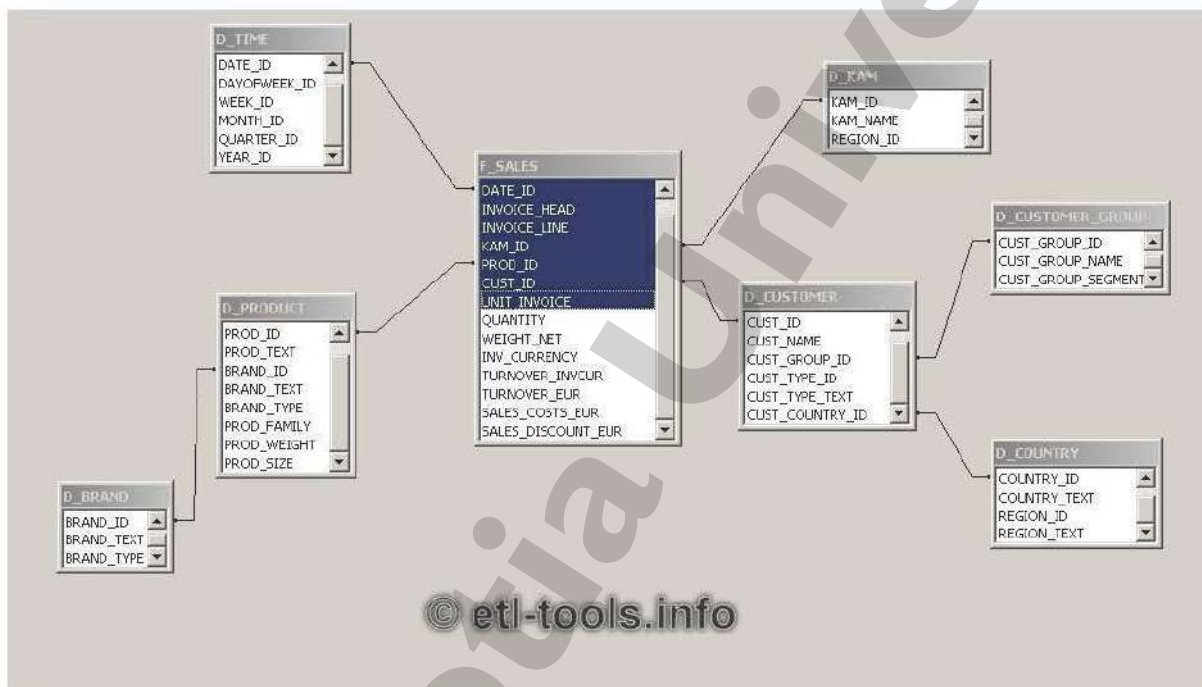 D_TIME
DATE_ID
DAYOFWEEK_ID
WEEK_ID
MONTH_ID
QUARTER_ID
YEAR_ID
D_KAM
KAM_ID
KAM_NAME
REGION_ID
F_SALES
DATE_ID
INVOICE_HEAD
INVOICE_LINE
KAM_ID
PROD_ID
CUST_ID
UNIT_INVOICE
QUANTITY
WEIGHT_NET
INV_CURRENCY
TURNOVER_INVCUR
TURNOVER_EUR
SALES_COSTS_EUR
SALES_DISCOUNT_EUR
D_CUSTOMER_GROUP
CUST_GROUP_ID
CUST_GROUP_NAME
CUST_GROUP_SEGMENT
D_PRODUCT
PROD_ID
PROD_TEXT
BRAND_ID
BRAND_TEXT
BRAND_TYPE
PROD_FAMILY
PROD_WEIGHT
PROD_SIZE
D_CUSTOMER
CUST_ID
CUST_NAME
CUST_GROUP_ID
CUST_TYPE_ID
CUST_TYPE_TEXT
CUST_COUNTRY_ID
D_BRAND
BRAND_ID
BRAND_TEXT
BRAND_TYPE
D_COUNTRY
COUNTRY_ID
COUNTRY_TEXT
REGION_ID
REGION_TEXT
© etl-tools.info